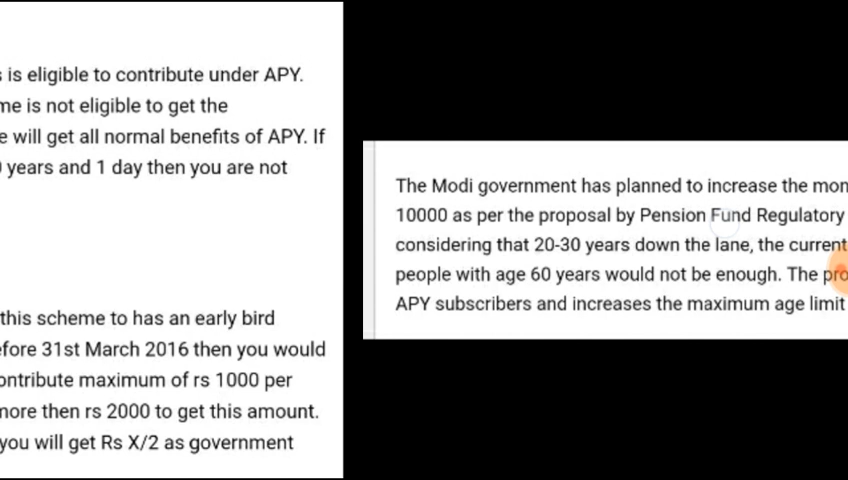 is eligible to contribute under APY.
is not eligible to get the
will get all normal benefits of APY. If
years and 1 day then you are not
this scheme to has an early bird
31st March 2016 then you would
maximum of rs 1000 per
more then rs 2000 to get this amount.
you will get Rs X/2 as government
The Modi government has planned to increase the
10000 as per the proposal by Pension Fund Regulatory
considering that 20-30 years down the lane, the current
people with age 60 years would not be enough. The
APY subscribers and increases the maximum age limit